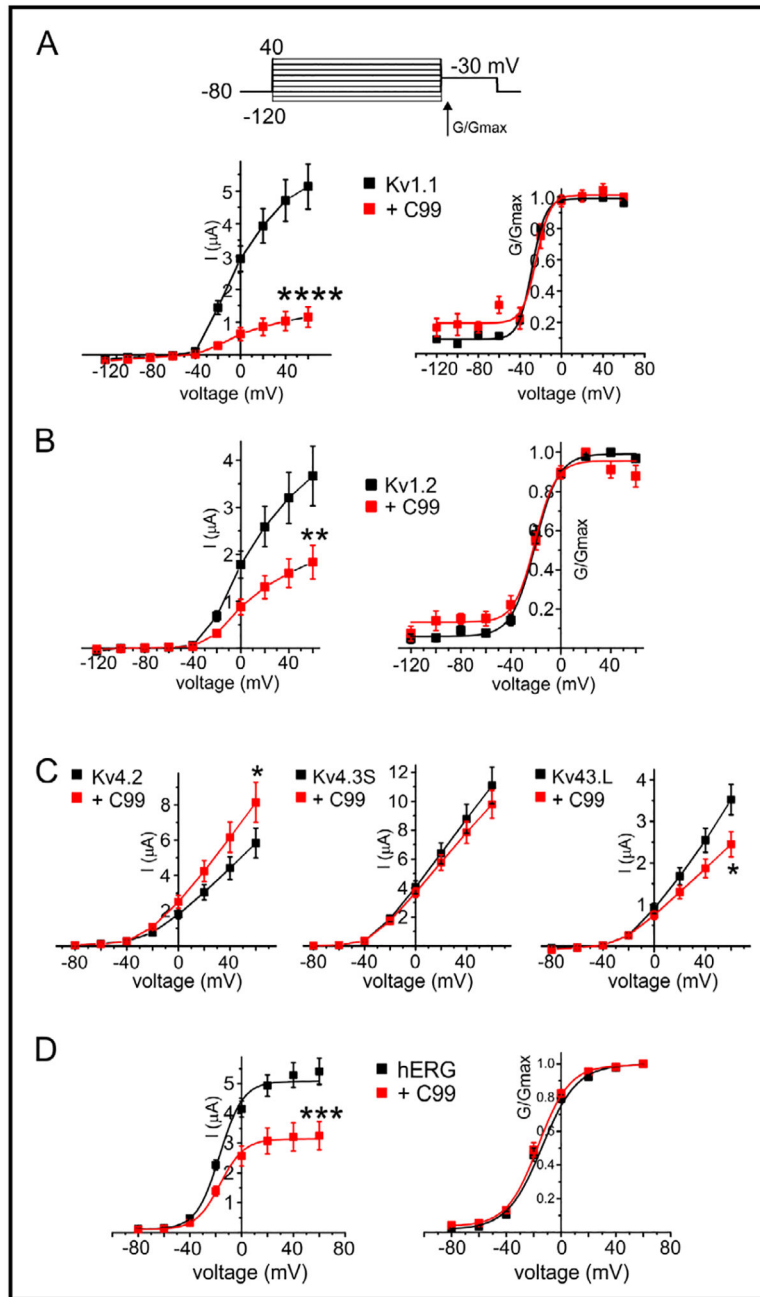 A
40
-30 mV
-80
-120
G/Gmax
Kv1.1
+ C99
I (µA)
5
4
3
2
1
****
-120 -80 -40 0 40
voltage (mV)
G/Gmax
1.0
0.8
0.6
0.4
0.2
-120 -80 -40 0 40 80
voltage (mV)
B
Kv1.2
+ C99
I (µA)
4
3
2
1
**
-120 -80 -40 0 40
voltage (mV)
G/Gmax
1.0
0.8
0.6
0.4
0.2
-120 -80 -40 0 40 80
voltage (mV)
C
Kv4.2
+ C99
*
I (µA)
8
6
4
2
-80 -40 0 40
voltage (mV)
Kv4.3S
+ C99
I (µA)
12
10
8
6
4
2
-80 -40 0 40
voltage (mV)
Kv43.L
+ C99
*
I (µA)
4
3
2
1
-80 -40 0 40
voltage (mV)
D
hERG
+ C99
I (µA)
5
4
3
2
1
***
-80 -40 0 40 80
voltage (mV)
G/Gmax
1.0
0.8
0.6
0.4
0.2
-80 -40 0 40 80
voltage (mV)